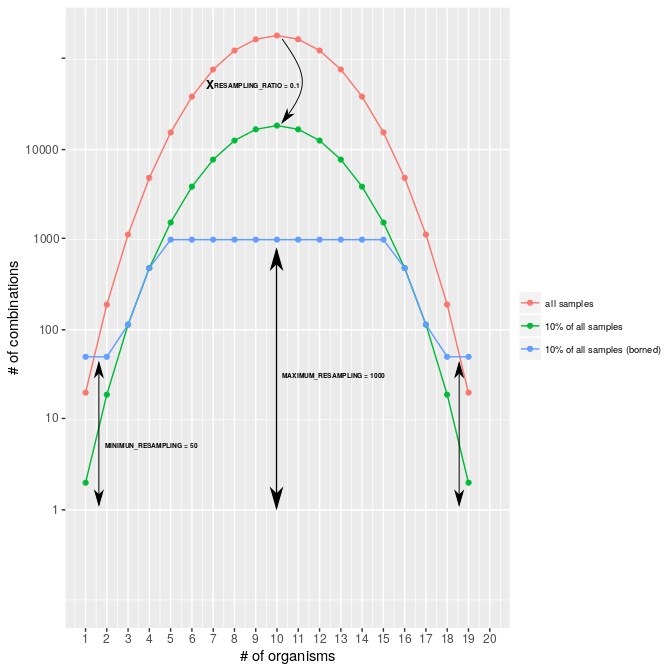 XRESAMPLING_RATIO = 0.1
10000
1000
100
10
1
# of combinations
MAXIMUM_RESAMPLING = 1000
MINIMUN_RESAMPLING = 50
1 2 3 4 5 6 7 8 9 10 11 12 13 14 15 16 17 18 19 20
# of organisms
all samples
10% of all samples
10% of all samples (borned)